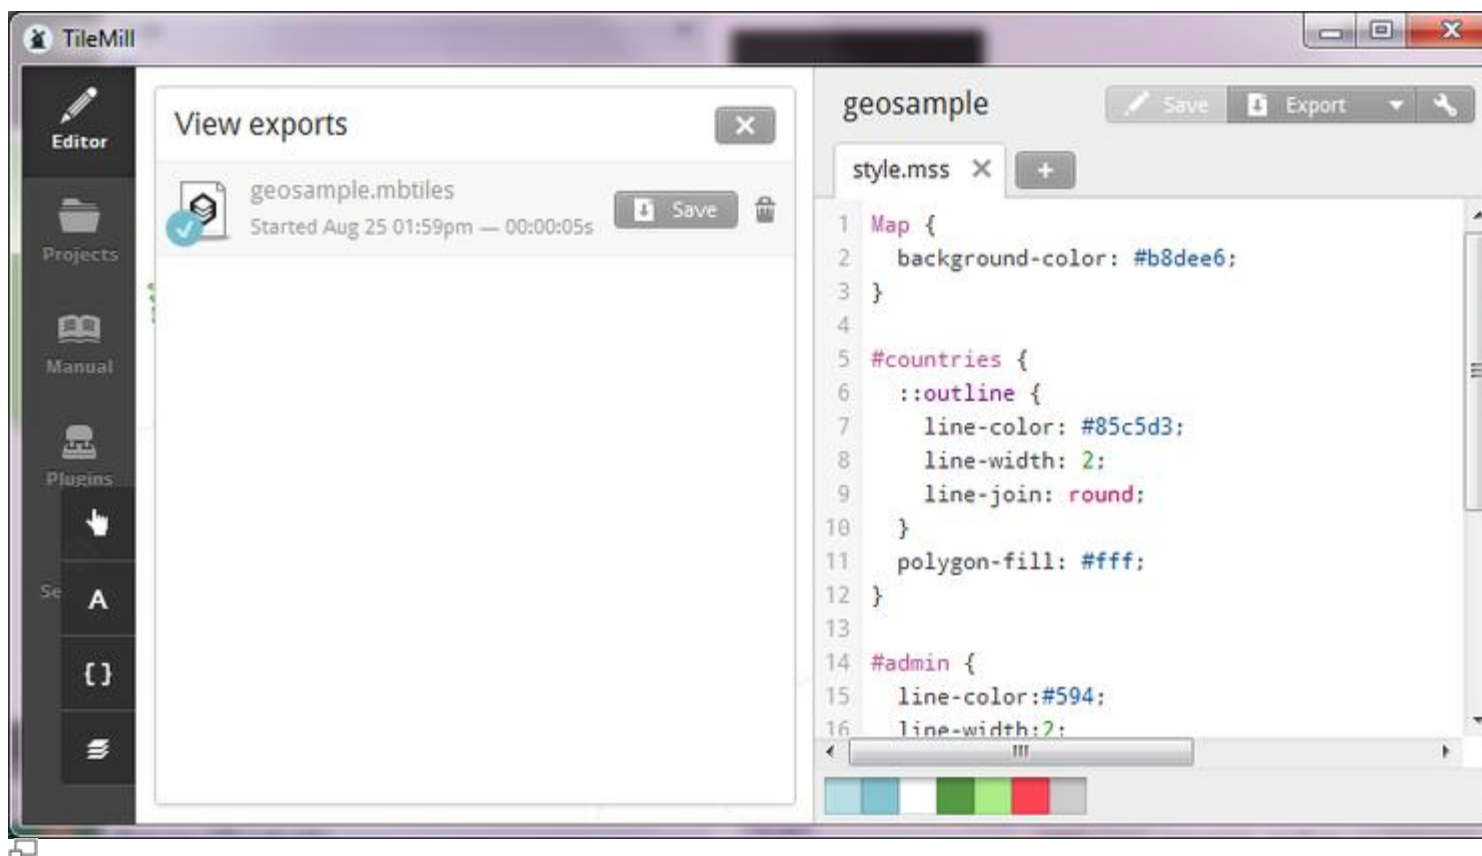 TileMill
Editor
Projects
Manual
Plugins
Se
A
{ }
View exports
geosample.mbtiles
Started Aug 25 01:59pm — 00:00:05s
Save
geosample
Save
Export
style.mss
+
1 Map {
2 background-color: #b8dee6;
3 }
4
5 #countries {
6 ::outline {
7 line-color: #85c5d3;
8 line-width: 2;
9 line-join: round;
10 }
11 polygon-fill: #fff;
12 }
13
14 #admin {
15 line-color:#594;
16 line-width:2;